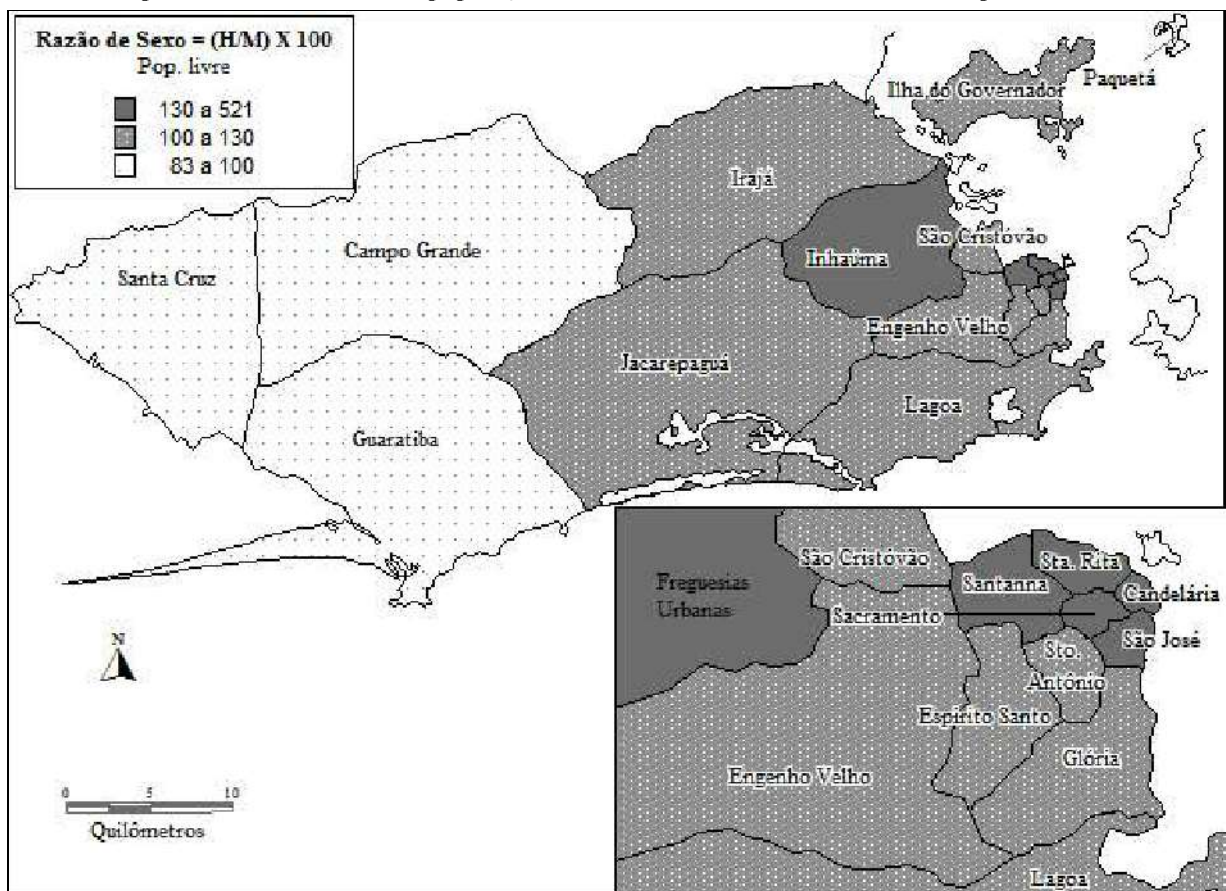 Razão de Sexo = (H/M) X 100
Pop. livre
130 a 521
100 a 130
83 a 100
Paquetá
Ilha do Governador
Irajá
São Cristóvão
Inhaúma
Campo Grande
Santa Cruz
Engenho Velho
Jacarepaguá
Lagoa
Guaratiba
São Cristóvão
Sta. Rita
Freguesias
Urbanas
Santanna
Candelária
Sacramento
São José
Sto.
Antônio
Espírito Santo
Glória
Engenho Velho
Lagoa
N
0 5 10
Quilômetros